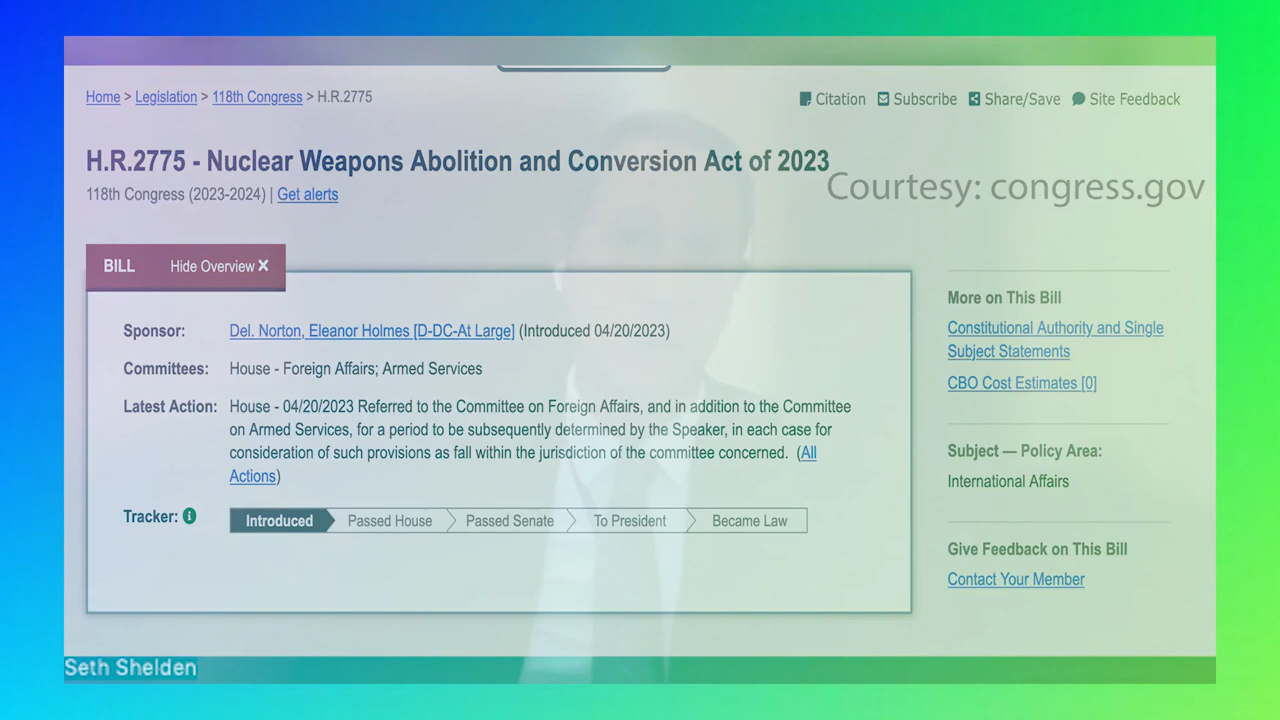 Home > Legislation > 118th Congress > H.R.2775
Citation Subscribe Share/Save Site Feedback
H.R.2775 - Nuclear Weapons Abolition and Conversion Act of 2023
118th Congress (2023-2024) | Get alerts
Courtesy: congress.gov
BILL Hide Overview X
Sponsor: Del. Norton, Eleanor Holmes [D-DC-At Large] (Introduced 04/20/2023)
Committees: House - Foreign Affairs; Armed Services
Latest Action: House - 04/20/2023 Referred to the Committee on Foreign Affairs, and in addition to the Committee
on Armed Services, for a period to be subsequently determined by the Speaker, in each case for
consideration of such provisions as fall within the jurisdiction of the committee concerned. (All
Actions)
Tracker:
Introduced Passed House Passed Senate To President Became Law
More on This Bill
Constitutional Authority and Single
Subject Statements
CBO Cost Estimates [0]
Subject — Policy Area:
International Affairs
Give Feedback on This Bill
Contact Your Member
Seth Shelden